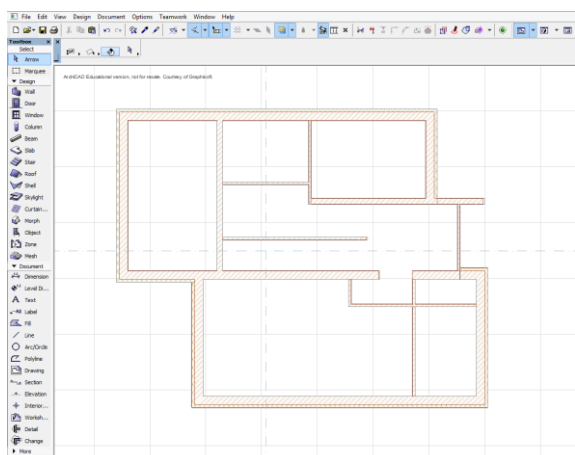 File Edit View Design Document Options Teamwork Window Help
Select
Arrow
Marquee
Design
Wall
Door
Window
Column
Beam
Slab
Stair
Roof
Shell
Skylight
Curtain...
Morph
Object
Zone
Mesh
Document
Dimension
Level Di...
Text
Label
Fill
Line
Arc/Circle
Polyline
Drawing
Section
Elevation
Interior...
Worksh...
Detail
Change
More
ArchiCAD Educational version, not for resale. Courtesy of Graphisoft.